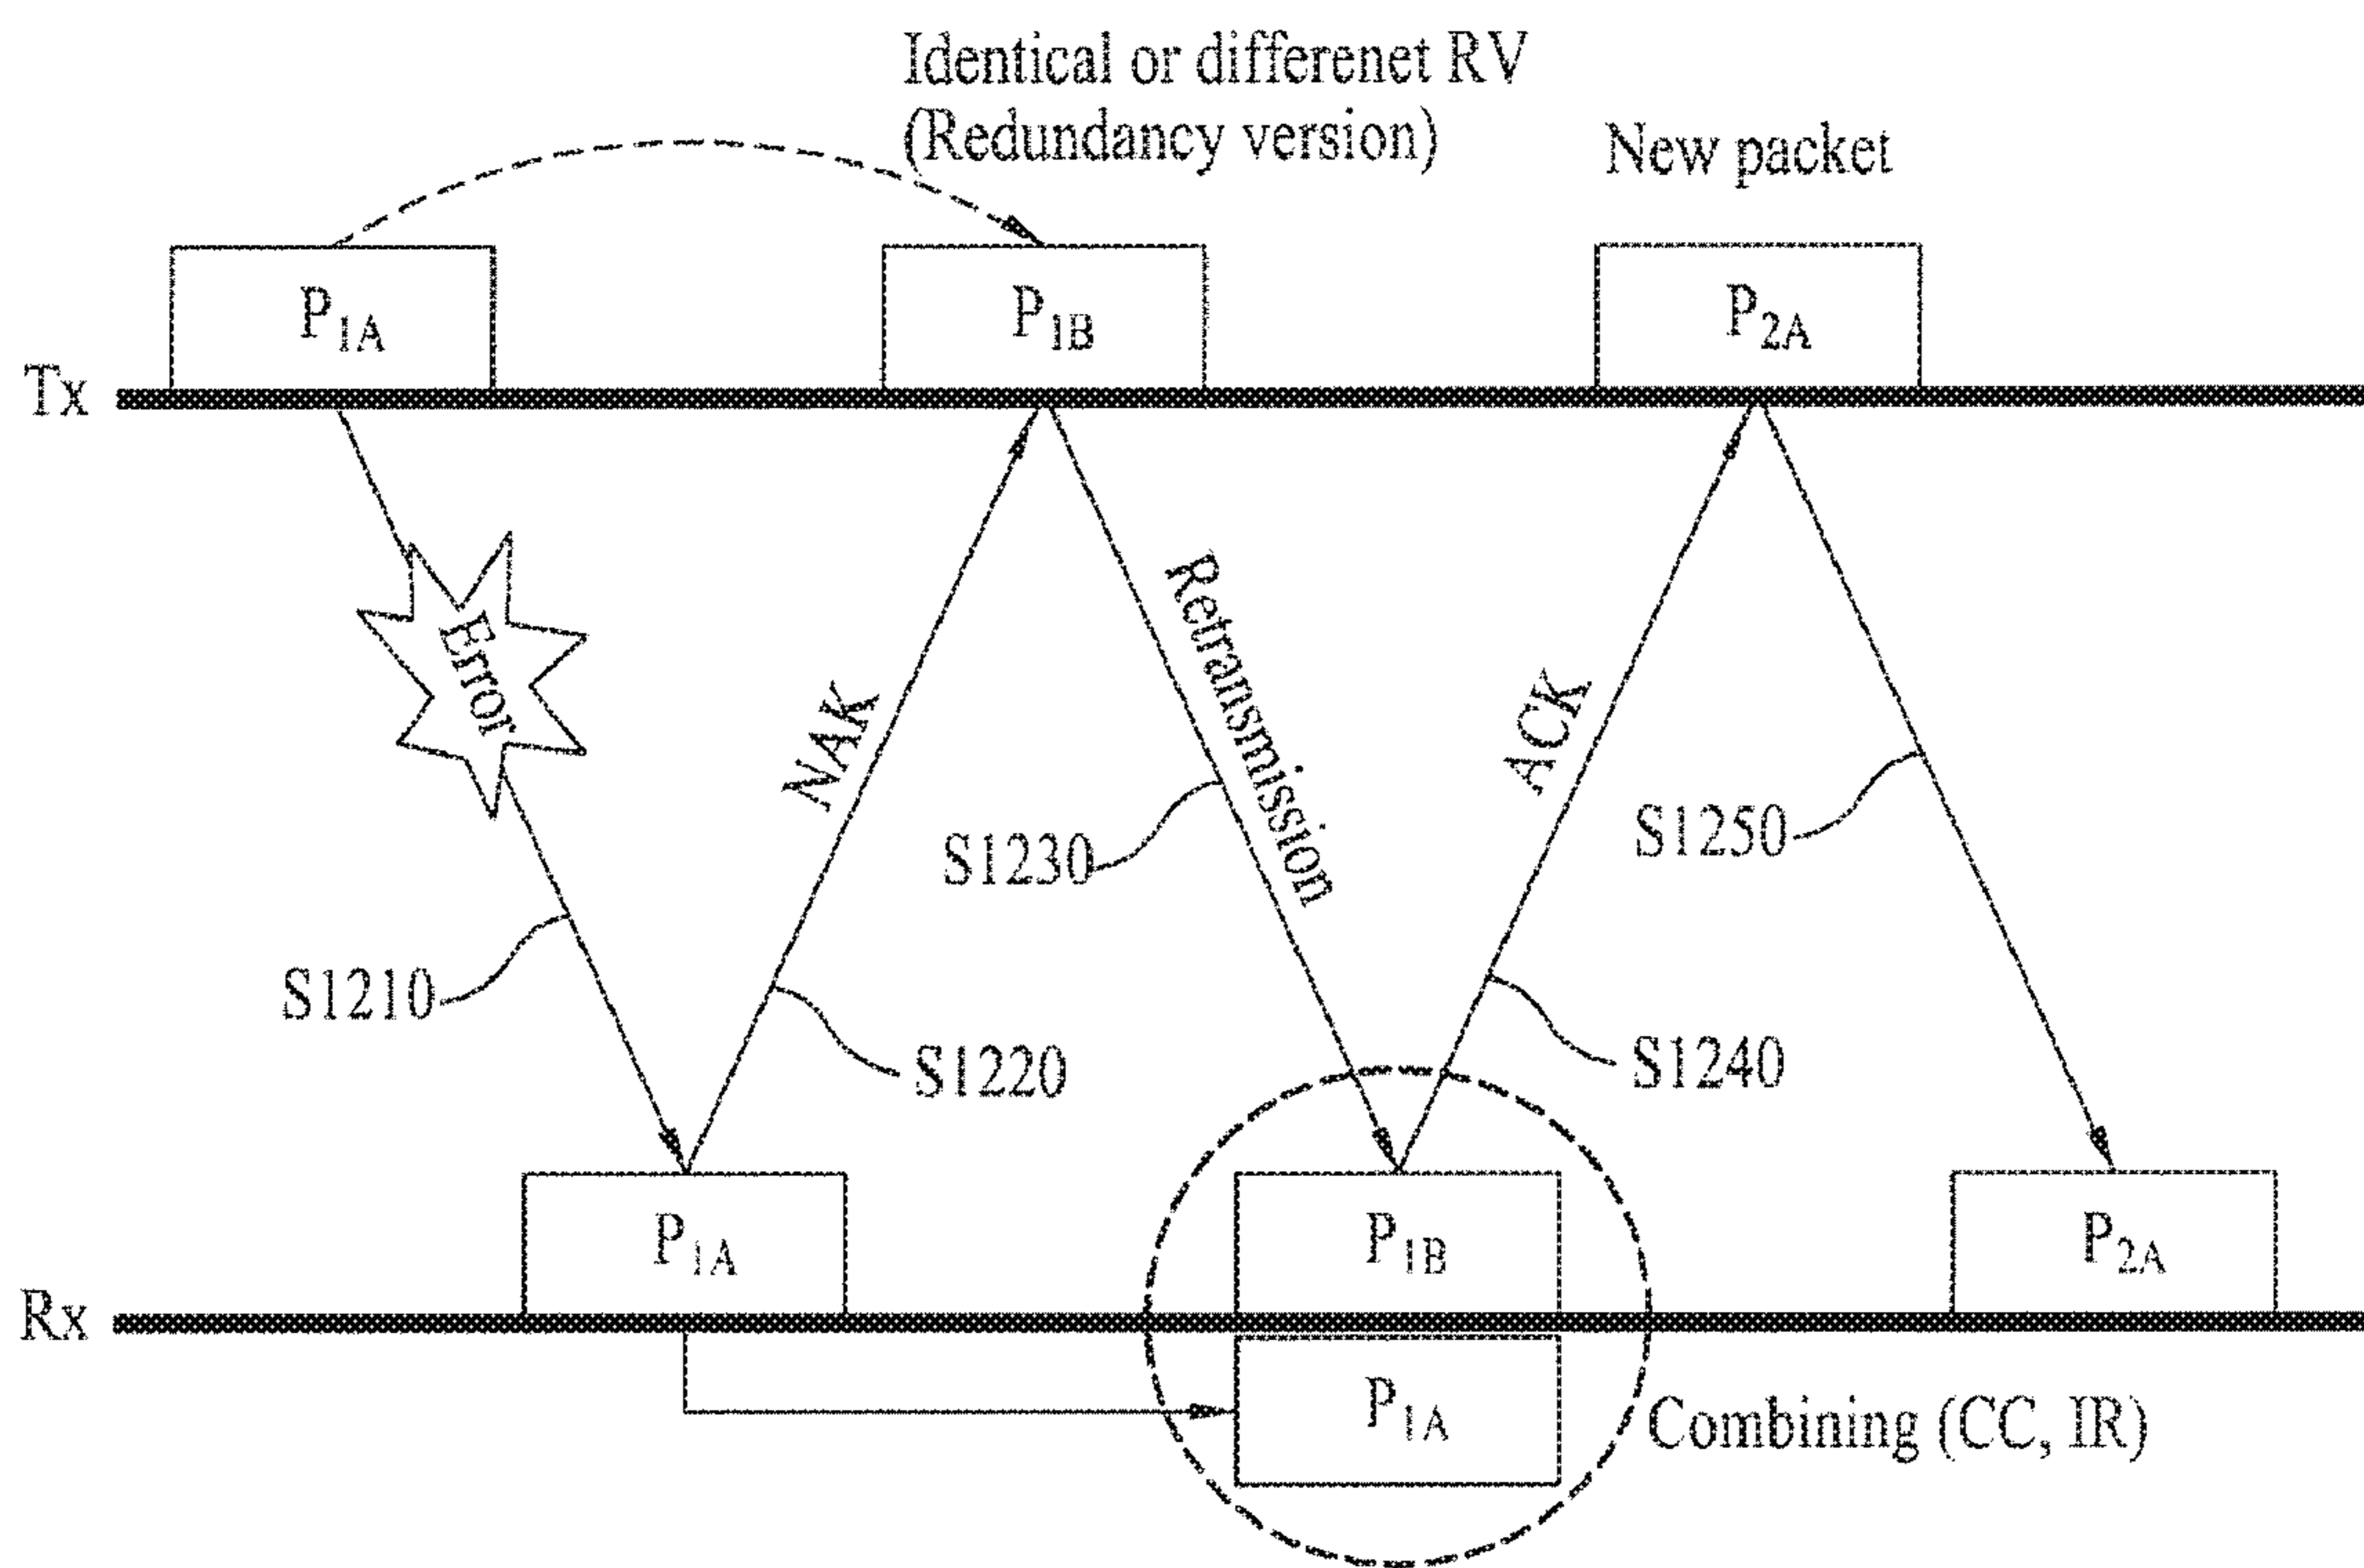 Identical or differenet RV
(Redundancy version)
New packet
P1A
P1B
P2A
Tx
Error
NAK
Retransmission
ACK
S1210
S1220
S1230
S1240
S1250
P1A
P1B
P2A
Rx
P1A
Combining (CC, IR)